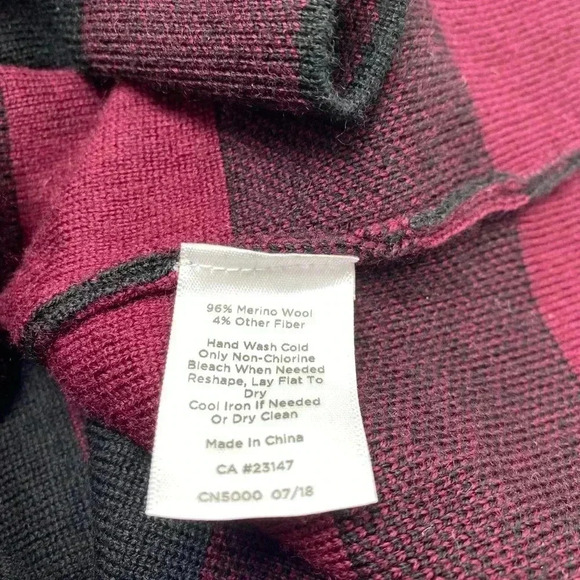 96% Merino Wool
4% Other Fiber
Hand Wash Cold
Only Non-Chlorine
Bleach When Needed
Reshape, Lay Flat To
Dry
Cool Iron If Needed
Or Dry Clean
Made In China
CA #23147
CN5000 07/18